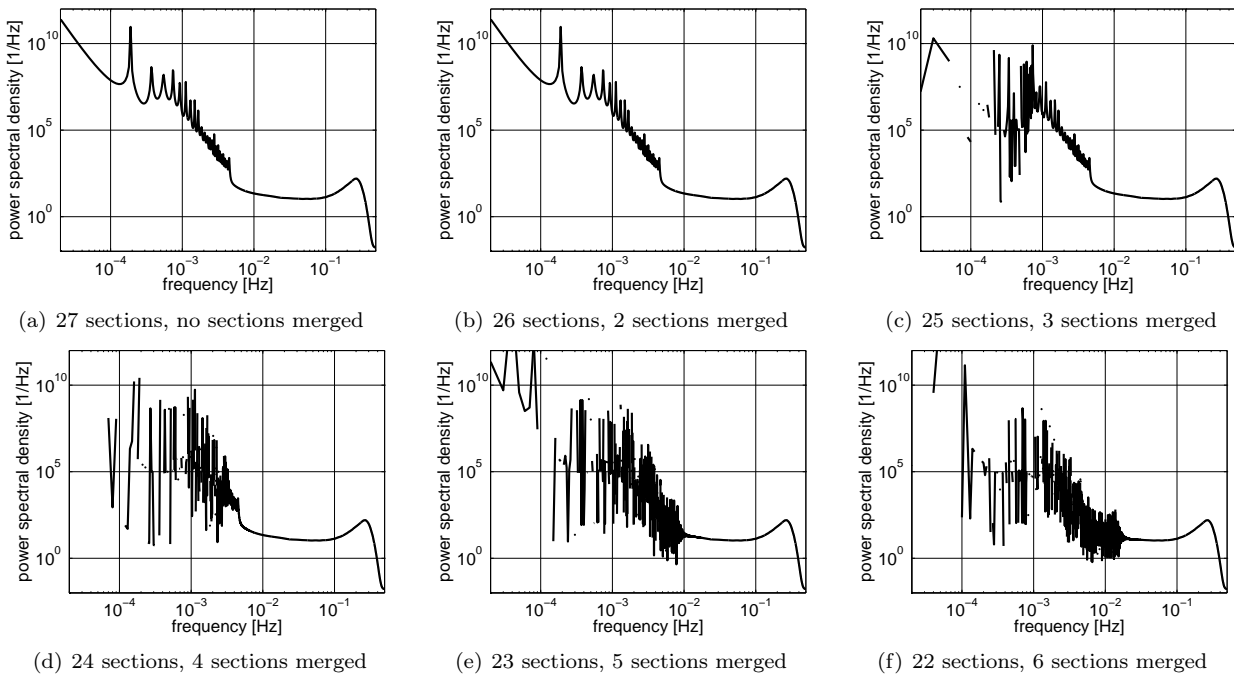 power spectral density [1/Hz]
10^10
10^5
10^0
10^−4 10^−3 10^−2 10^−1
frequency [Hz]
(a) 27 sections, no sections merged
power spectral density [1/Hz]
10^10
10^5
10^0
10^−4 10^−3 10^−2 10^−1
frequency [Hz]
(b) 26 sections, 2 sections merged
power spectral density [1/Hz]
10^10
10^5
10^0
10^−4 10^−3 10^−2 10^−1
frequency [Hz]
(c) 25 sections, 3 sections merged
power spectral density [1/Hz]
10^10
10^5
10^0
10^−4 10^−3 10^−2 10^−1
frequency [Hz]
(d) 24 sections, 4 sections merged
power spectral density [1/Hz]
10^10
10^5
10^0
10^−4 10^−3 10^−2 10^−1
frequency [Hz]
(e) 23 sections, 5 sections merged
power spectral density [1/Hz]
10^10
10^5
10^0
10^−4 10^−3 10^−2 10^−1
frequency [Hz]
(f) 22 sections, 6 sections merged